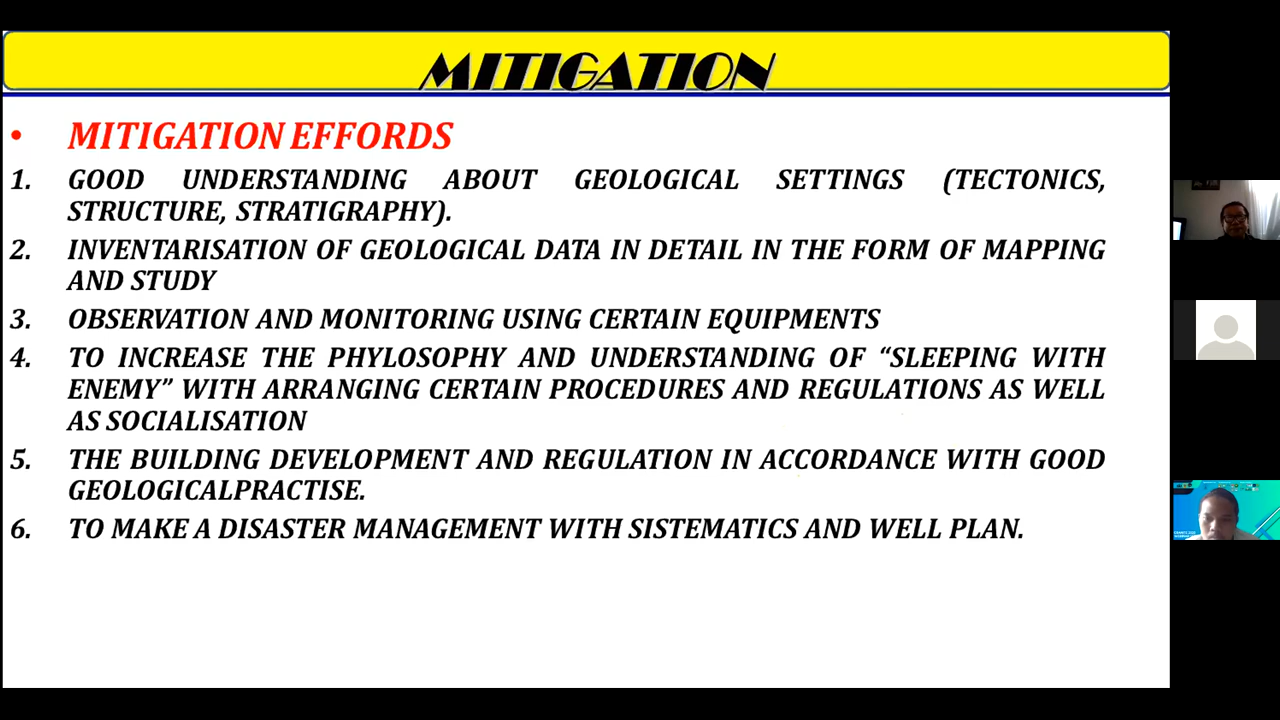 MITIGATION
• MITIGATION EFFORDS
1. GOOD UNDERSTANDING ABOUT GEOLOGICAL SETTINGS (TECTONICS,
STRUCTURE, STRATIGRAPHY).
2. INVENTARISATION OF GEOLOGICAL DATA IN DETAIL IN THE FORM OF MAPPING
AND STUDY
3. OBSERVATION AND MONITORING USING CERTAIN EQUIPMENTS
4. TO INCREASE THE PHYLOSOPHY AND UNDERSTANDING OF “SLEEPING WITH
ENEMY” WITH ARRANGING CERTAIN PROCEDURES AND REGULATIONS AS WELL
AS SOCIALISATION
5. THE BUILDING DEVELOPMENT AND REGULATION IN ACCORDANCE WITH GOOD
GEOLOGICALPRACTISE.
6. TO MAKE A DISASTER MANAGEMENT WITH SISTEMATICS AND WELL PLAN.